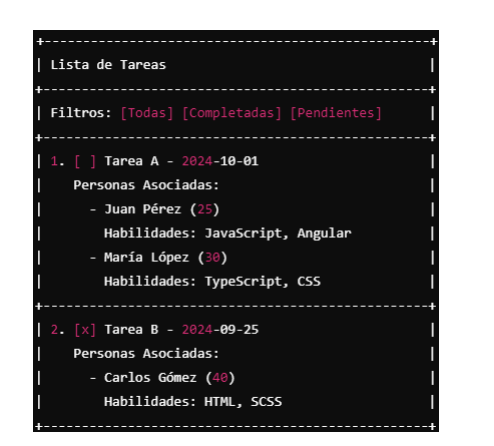 +--------------------------------------------------+
| Lista de Tareas |
+--------------------------------------------------+
| Filtros: [Todas] [Completadas] [Pendientes] |
+--------------------------------------------------+
| 1. [ ] Tarea A - 2024-10-01 |
| Personas Asociadas: |
| - Juan Pérez (25) |
| Habilidades: JavaScript, Angular |
| - María López (30) |
| Habilidades: TypeScript, CSS |
+--------------------------------------------------+
| 2. [x] Tarea B - 2024-09-25 |
| Personas Asociadas: |
| - Carlos Gómez (40) |
| Habilidades: HTML, SCSS |
+--------------------------------------------------+